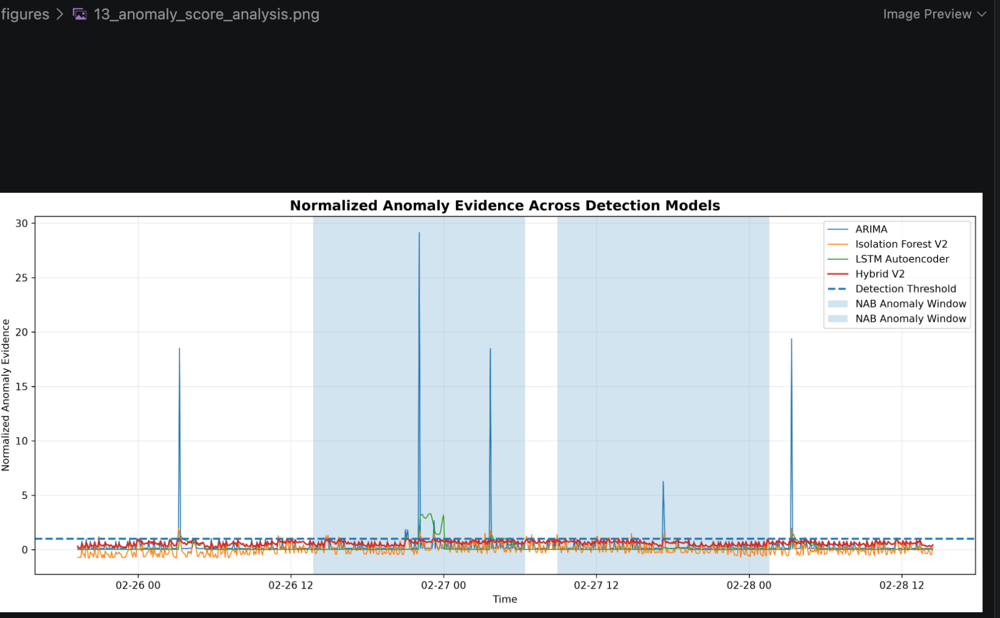 figures > 13_anomaly_score_analysis.png
Image Preview
Normalized Anomaly Evidence Across Detection Models
30
25
20
15
10
5
0
Normalized Anomaly Evidence
ARIMA
Isolation Forest V2
LSTM Autoencoder
Hybrid V2
Detection Threshold
NAB Anomaly Window
NAB Anomaly Window
02-26 00
02-26 12
02-27 00
02-27 12
02-28 00
02-28 12
Time